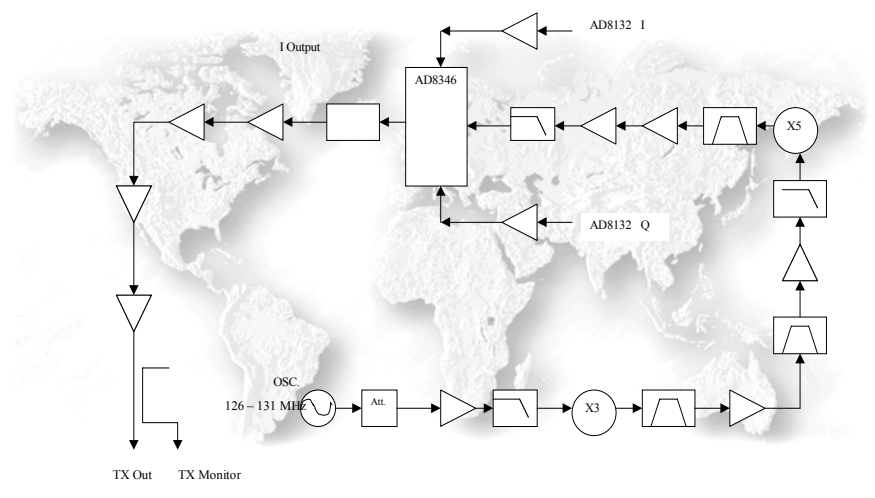 AD8132 I
I Output
AD8346
X5
AD8132 Q
OSC.
126 – 131 MHz
Att.
X3
TX Out TX Monitor